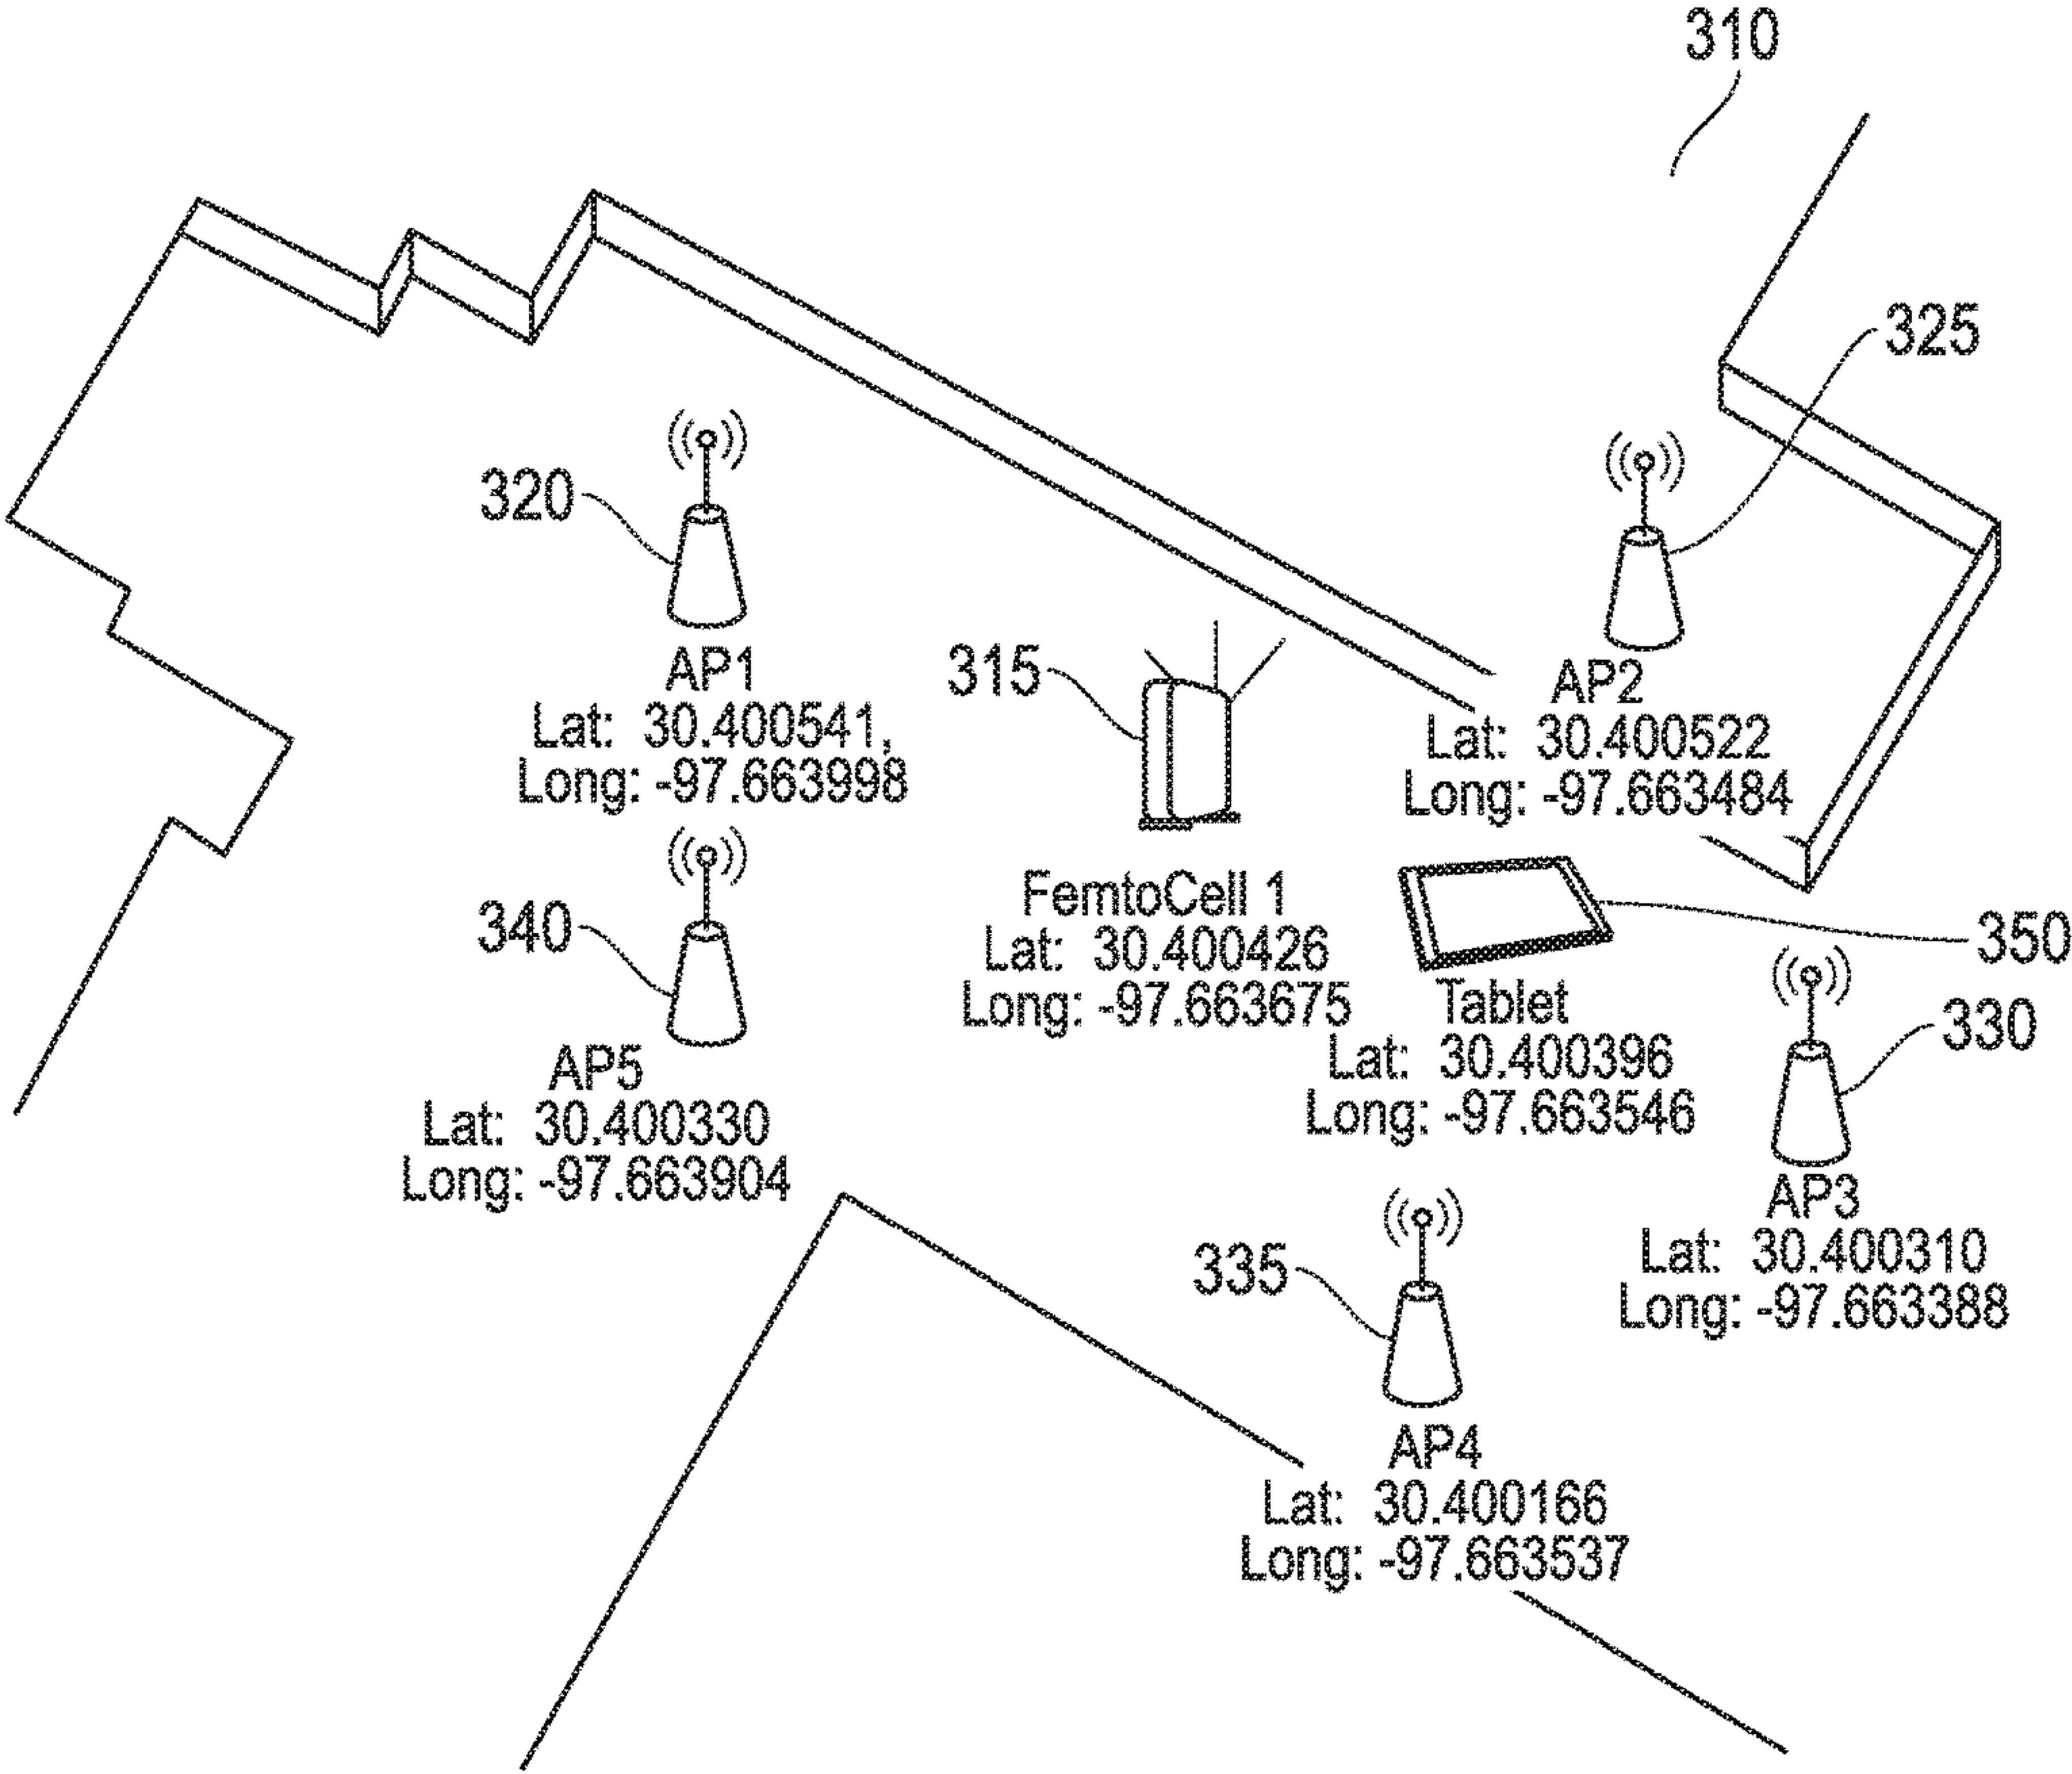 310
325
320
AP1
Lat: 30.400541,
Long: -97.663998
315
AP2
Lat: 30.400522
Long: -97.663484
FemtoCell 1
Lat: 30.400426
Long: -97.663675
350
340
AP5
Lat: 30.400330
Long: -97.663904
Tablet
Lat: 30.400396
Long: -97.663546
330
AP3
Lat: 30.400310
Long: -97.663388
335
AP4
Lat: 30.400166
Long: -97.663537